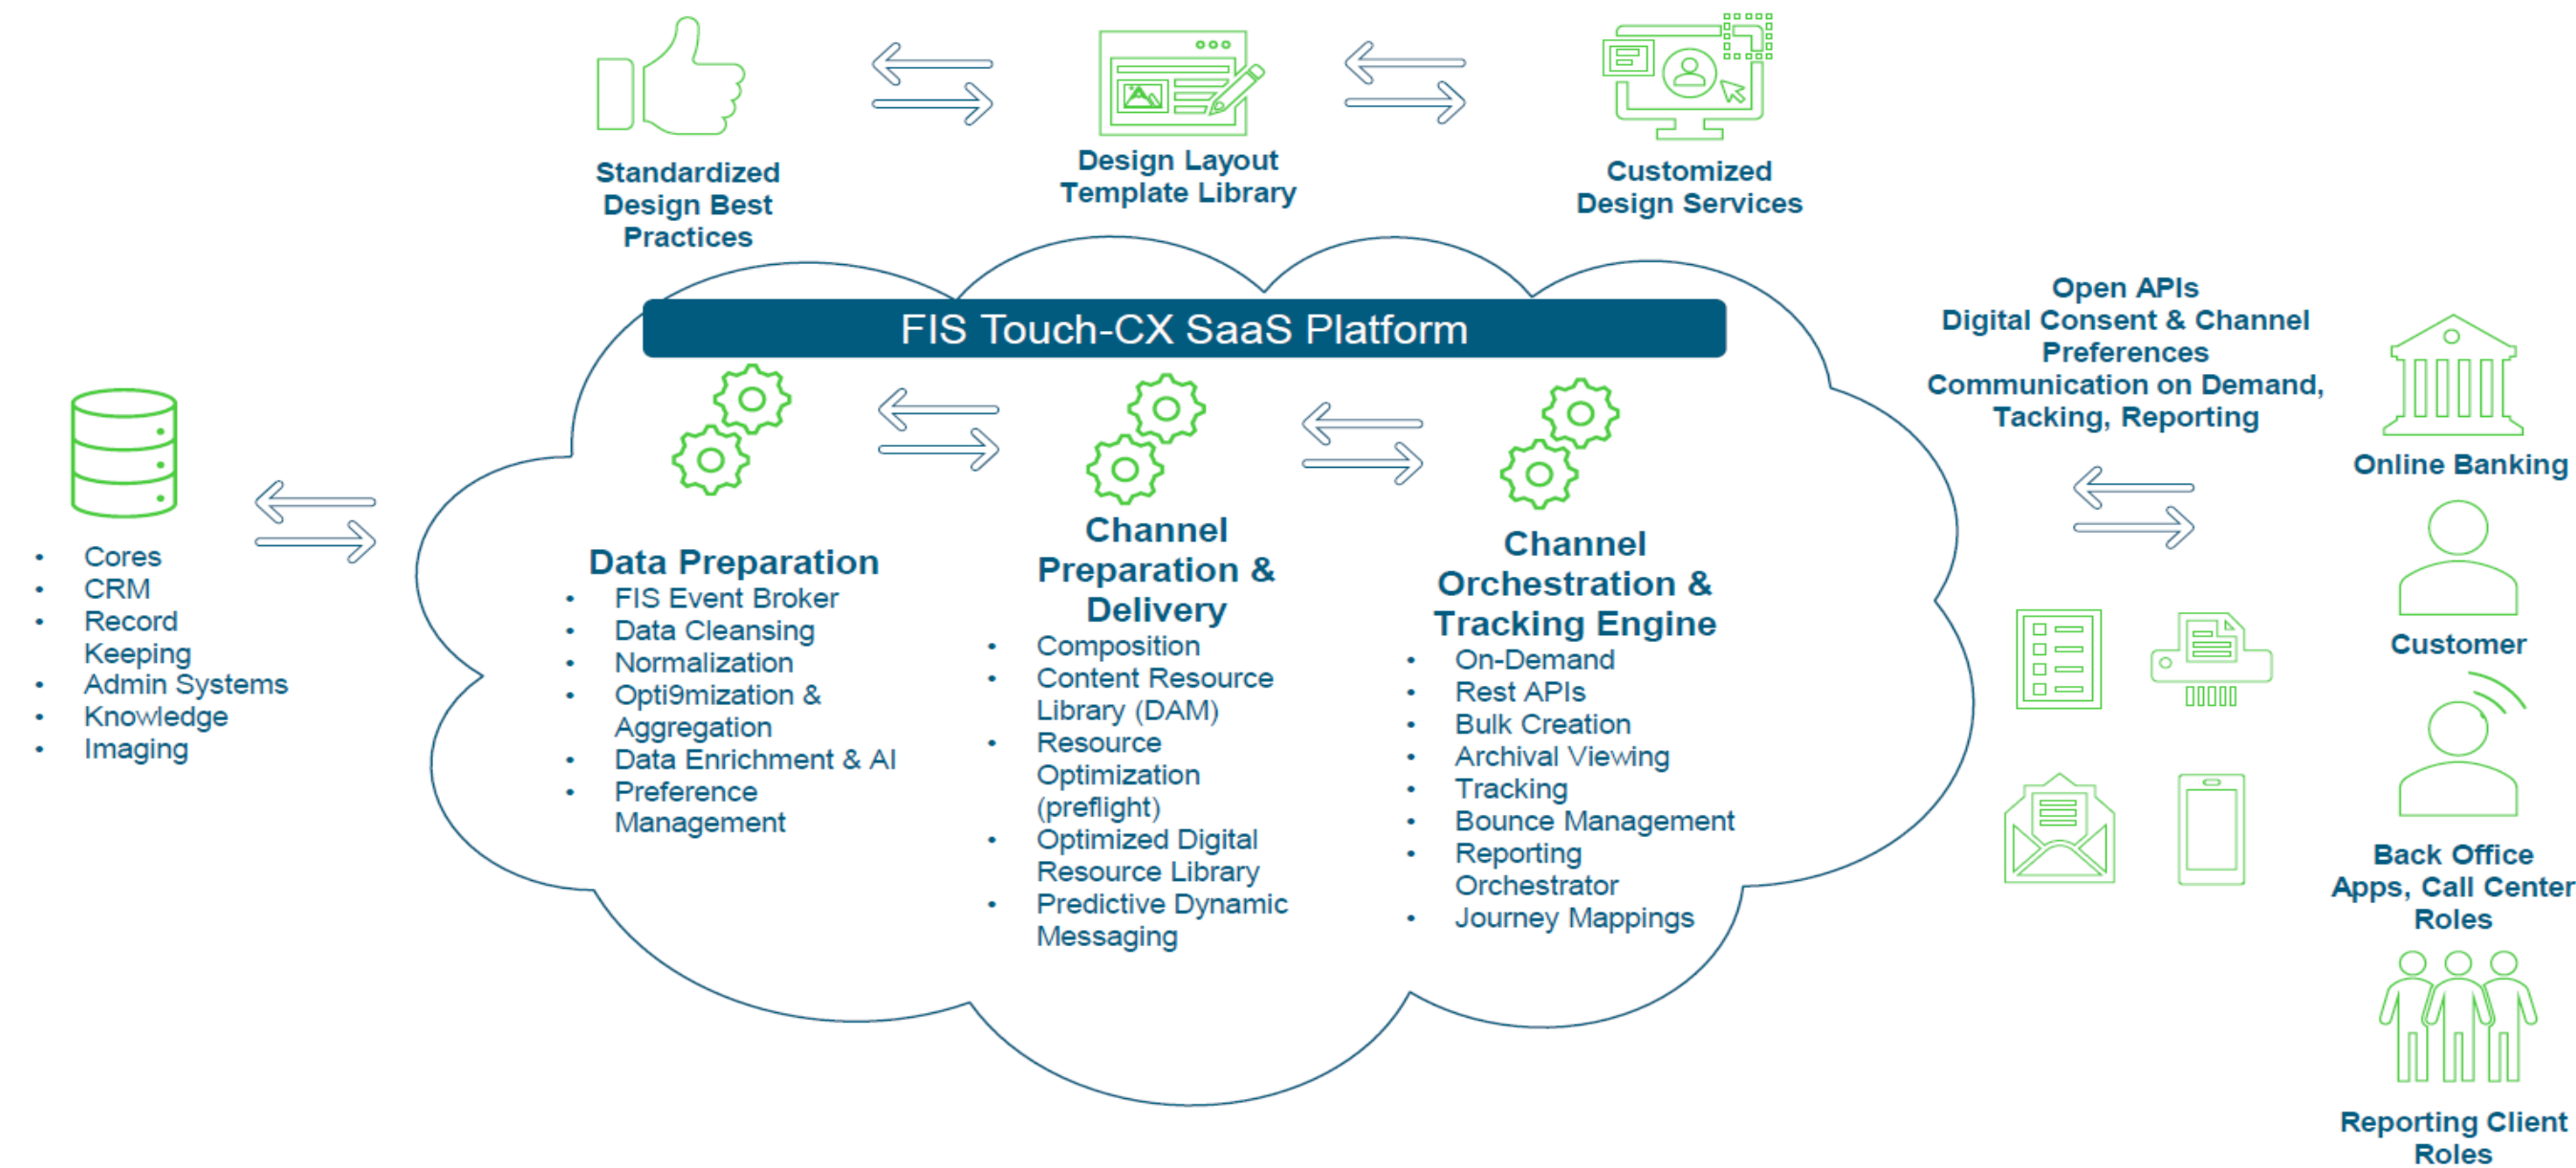 Standardized
Design Best
Practices
Design Layout
Template Library
Customized
Design Services
FIS Touch-CX SaaS Platform
• Cores
• CRM
• Record
Keeping
• Admin Systems
• Knowledge
• Imaging
Data Preparation
• FIS Event Broker
• Data Cleansing
• Normalization
• Opti9mization &
Aggregation
• Data Enrichment & AI
• Preference
Management
Channel
Preparation &
Delivery
• Composition
• Content Resource
Library (DAM)
• Resource
Optimization
(preflight)
• Optimized Digital
Resource Library
• Predictive Dynamic
Messaging
Channel
Orchestration &
Tracking Engine
• On-Demand
• Rest APIs
• Bulk Creation
• Archival Viewing
• Tracking
• Bounce Management
• Reporting
Orchestrator
• Journey Mappings
Open APIs
Digital Consent & Channel
Preferences
Communication on Demand,
Tacking, Reporting
Online Banking
Customer
Back Office
Apps, Call Center
Roles
Reporting Client
Roles